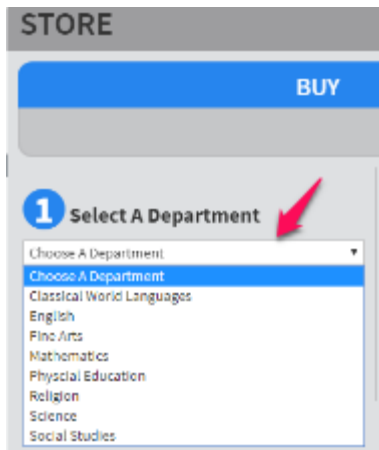 STORE
BUY
1 Select A Department
Choose A Department
Choose A Department
Classical World Languages
English
Fine Arts
Mathematics
Physcial Education
Religion
Science
Social Studies